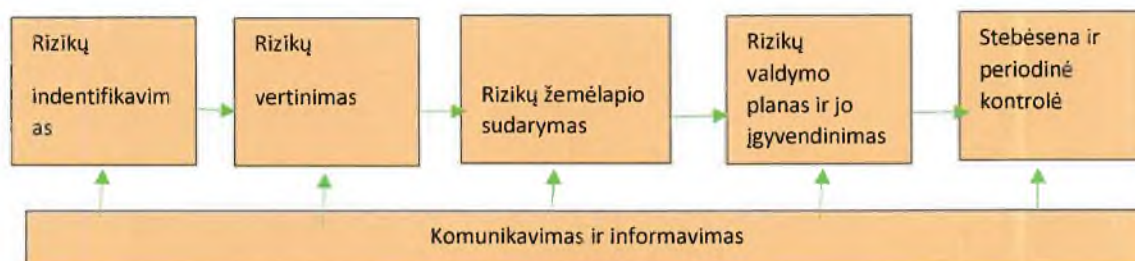 Rizikų
indentifikavim
as
Rizikų
vertinimas
Rizikų žemėlapio
sudarymas
Rizikų
valdymo
planas ir jo
įgyvendinimas
Stebėsena ir
periodinė
kontrolė
Komunikavimas ir informavimas